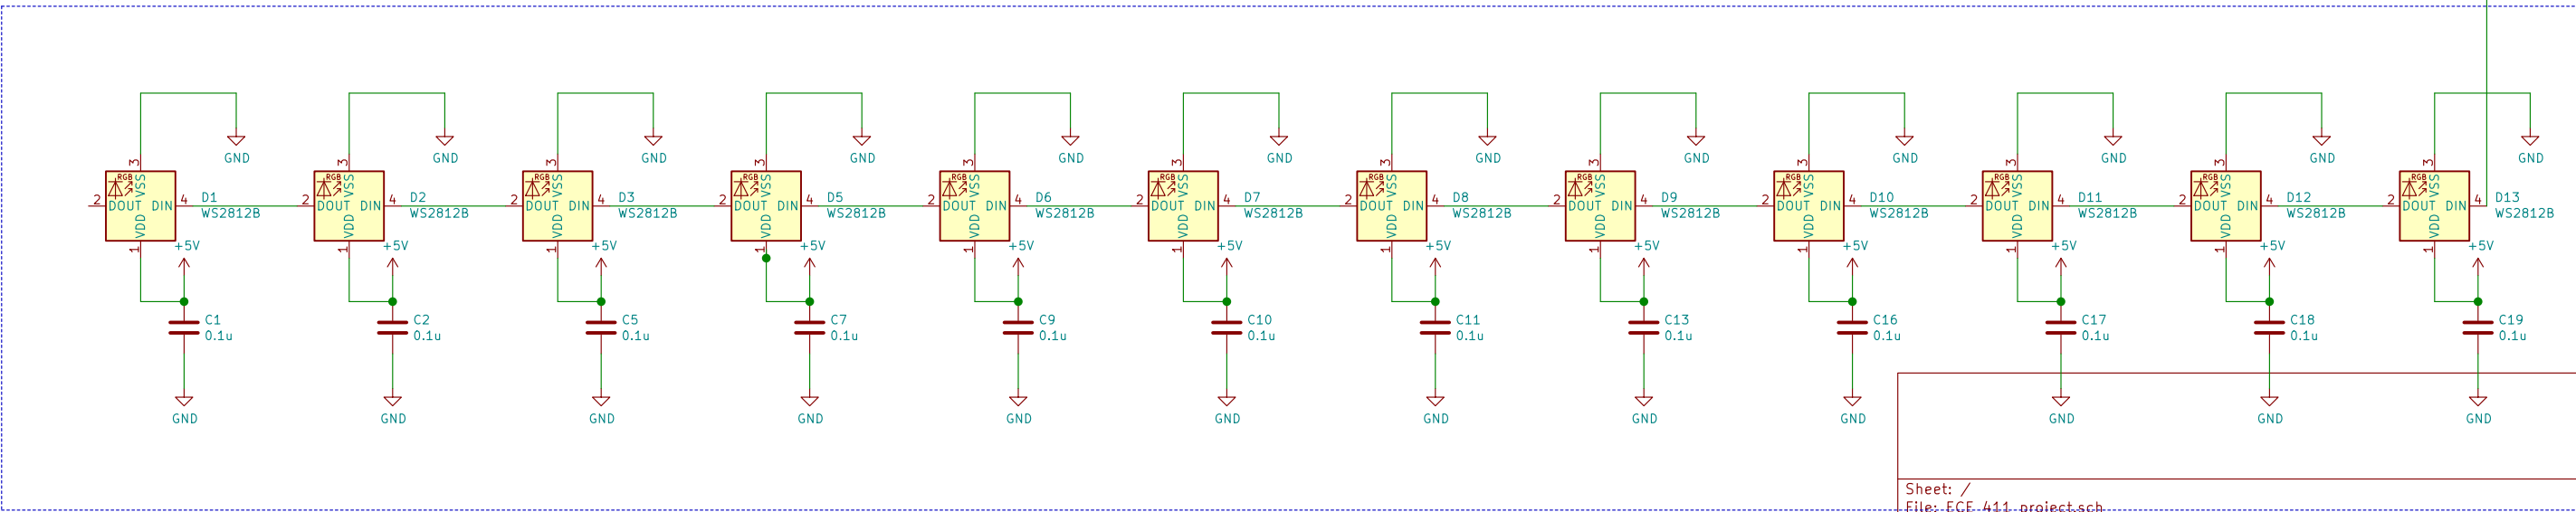 GND GND GND GND GND GND GND GND GND GND GND GND
3 3 3 3 3 3 3 3 3 3 3 3
RGB RGB RGB RGB RGB RGB RGB RGB RGB RGB RGB RGB
VSS VSS VSS VSS VSS VSS VSS VSS VSS VSS VSS VSS
2 DOUT DIN 4 D1 2 DOUT DIN 4 D2 2 DOUT DIN 4 D3 2 DOUT DIN 4 D5 2 DOUT DIN 4 D6 2 DOUT DIN 4 D7 2 DOUT DIN 4 D8 2 DOUT DIN 4 D9 2 DOUT DIN 4 D10 2 DOUT DIN 4 D11 2 DOUT DIN 4 D12 2 DOUT DIN 4 D13
WS2812B WS2812B WS2812B WS2812B WS2812B WS2812B WS2812B WS2812B WS2812B WS2812B WS2812B WS2812B
VDD VDD VDD VDD VDD VDD VDD VDD VDD VDD VDD VDD
1 +5V 1 +5V 1 +5V 1 +5V 1 +5V 1 +5V 1 +5V 1 +5V 1 +5V 1 +5V 1 +5V 1 +5V
C1 C2 C5 C7 C9 C10 C11 C13 C16 C17 C18 C19
0.1u 0.1u 0.1u 0.1u 0.1u 0.1u 0.1u 0.1u 0.1u 0.1u 0.1u 0.1u
GND GND GND GND GND GND GND GND GND GND GND GND
Sheet: /
File: ECE 411 project.sch